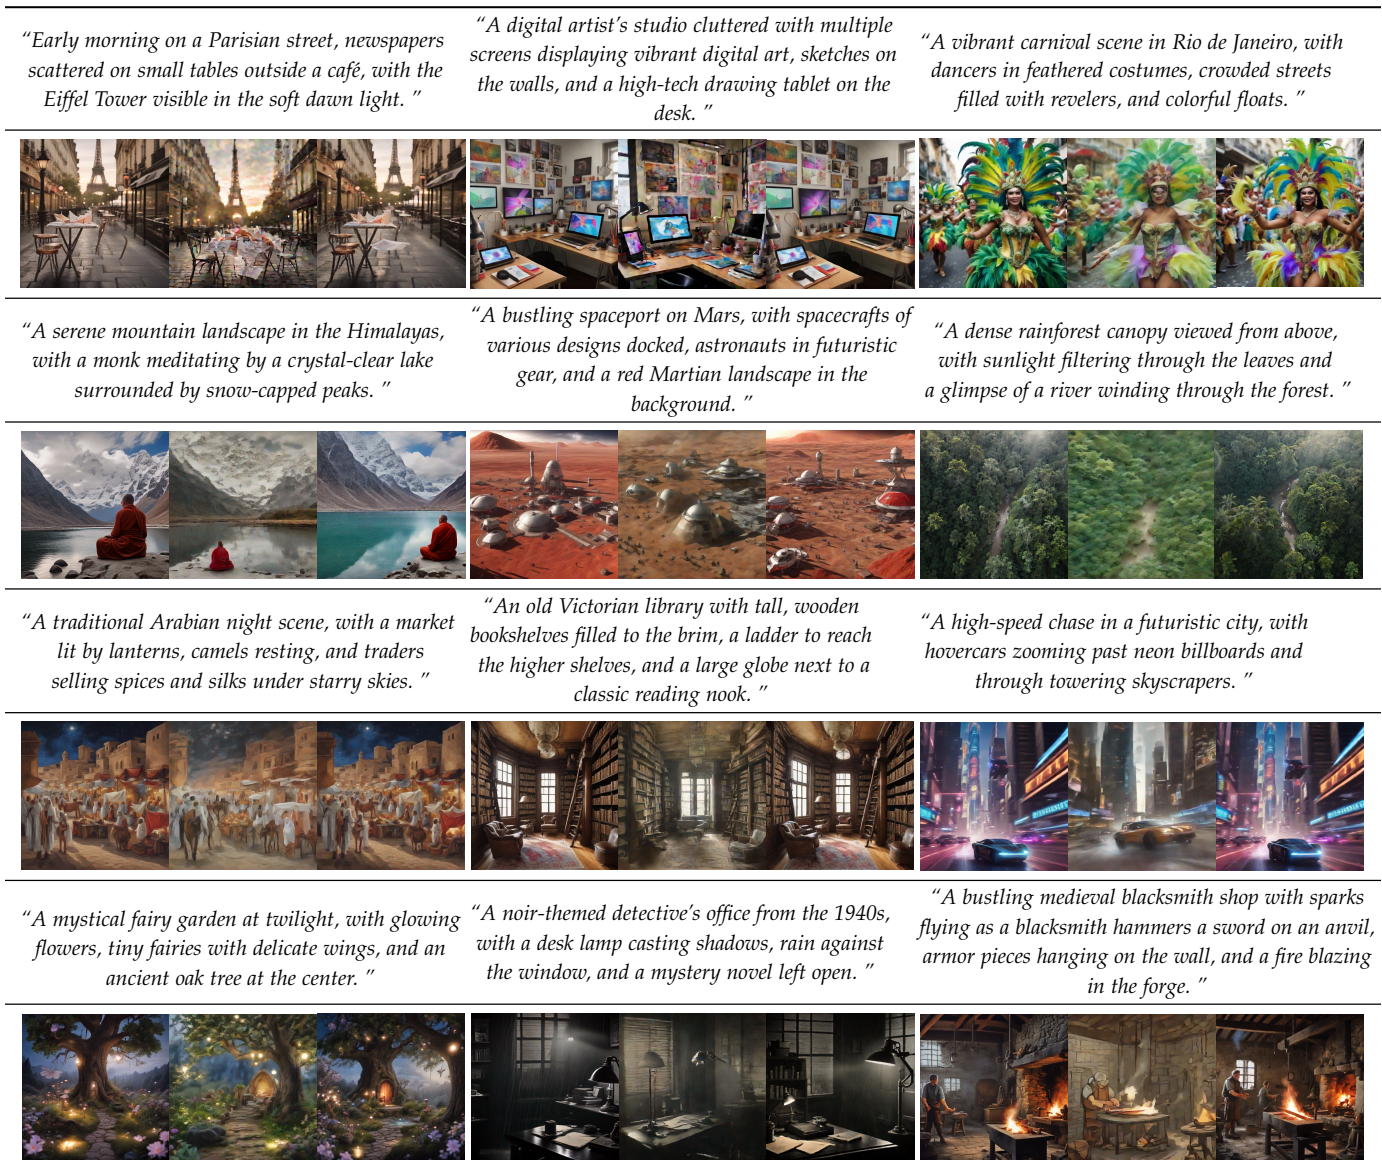 “Early morning on a Parisian street, newspapers
scattered on small tables outside a café, with the
Eiffel Tower visible in the soft dawn light. ”
“A digital artist’s studio cluttered with multiple
screens displaying vibrant digital art, sketches on
the walls, and a high-tech drawing tablet on the
desk. ”
“A vibrant carnival scene in Rio de Janeiro, with
dancers in feathered costumes, crowded streets
filled with revelers, and colorful floats. ”
“A serene mountain landscape in the Himalayas,
with a monk meditating by a crystal-clear lake
surrounded by snow-capped peaks. ”
“A bustling spaceport on Mars, with spacecrafts of
various designs docked, astronauts in futuristic
gear, and a red Martian landscape in the
background. ”
“A dense rainforest canopy viewed from above,
with sunlight filtering through the leaves and
a glimpse of a river winding through the forest. ”
“A traditional Arabian night scene, with a market
lit by lanterns, camels resting, and traders
selling spices and silks under starry skies. ”
“An old Victorian library with tall, wooden
bookshelves filled to the brim, a ladder to reach
the higher shelves, and a large globe next to a
classic reading nook. ”
“A high-speed chase in a futuristic city, with
hovercars zooming past neon billboards and
through towering skyscrapers. ”
“A mystical fairy garden at twilight, with glowing
flowers, tiny fairies with delicate wings, and an
ancient oak tree at the center. ”
“A noir-themed detective’s office from the 1940s,
with a desk lamp casting shadows, rain against
the window, and a mystery novel left open. ”
“A bustling medieval blacksmith shop with sparks
flying as a blacksmith hammers a sword on an anvil,
armor pieces hanging on the wall, and a fire blazing
in the forge. ”